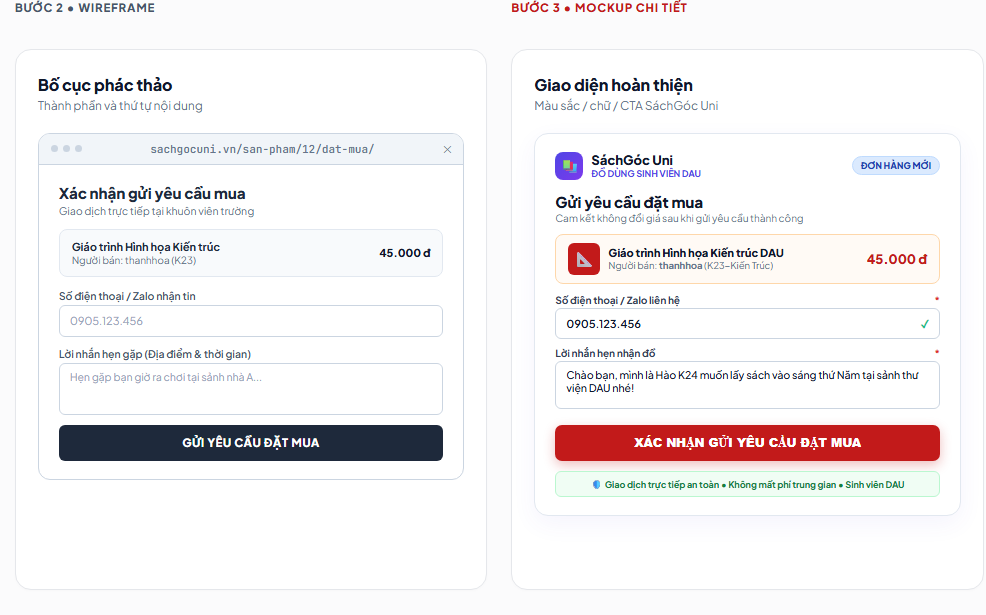 BƯỚC 2 • WIREFRAME
Bố cục phác thảo
Thành phần và thứ tự nội dung
sachgocuni.vn/san-pham/12/dat-mua/
Xác nhận gửi yêu cầu mua
Giao dịch trực tiếp tại khuôn viên trường
Giáo trình Hình họa Kiến trúc
Người bán: thanhhoa (K23)
45.000 đ
Số điện thoại / Zalo nhận tin
0905.123.456
Lời nhắn hẹn gặp (Địa điểm & thời gian)
Hẹn gặp bạn giờ ra chơi tại sảnh nhà A...
GỬI YÊU CẦU ĐẶT MUA
BƯỚC 3 • MOCKUP CHI TIẾT
Giao diện hoàn thiện
Màu sắc / chữ / CTA SáchGóc Uni
SáchGóc Uni
ĐỒ DÙNG SINH VIÊN DAU
ĐƠN HÀNG MỚI
Gửi yêu cầu đặt mua
Cam kết không đổi giá sau khi gửi yêu cầu thành công
Giáo trình Hình họa Kiến trúc DAU
Người bán: thanhhoa (K23–Kiến Trúc)
45.000 đ
Số điện thoại / Zalo liên hệ *
0905.123.456
Lời nhắn hẹn nhận đồ *
Chào bạn, mình là Hào K24 muốn lấy sách vào sáng thứ Năm tại sảnh thư
viện DAU nhé!
XÁC NHẬN GỬI YÊU CẦU ĐẶT MUA
Giao dịch trực tiếp an toàn • Không mất phí trung gian • Sinh viên DAU